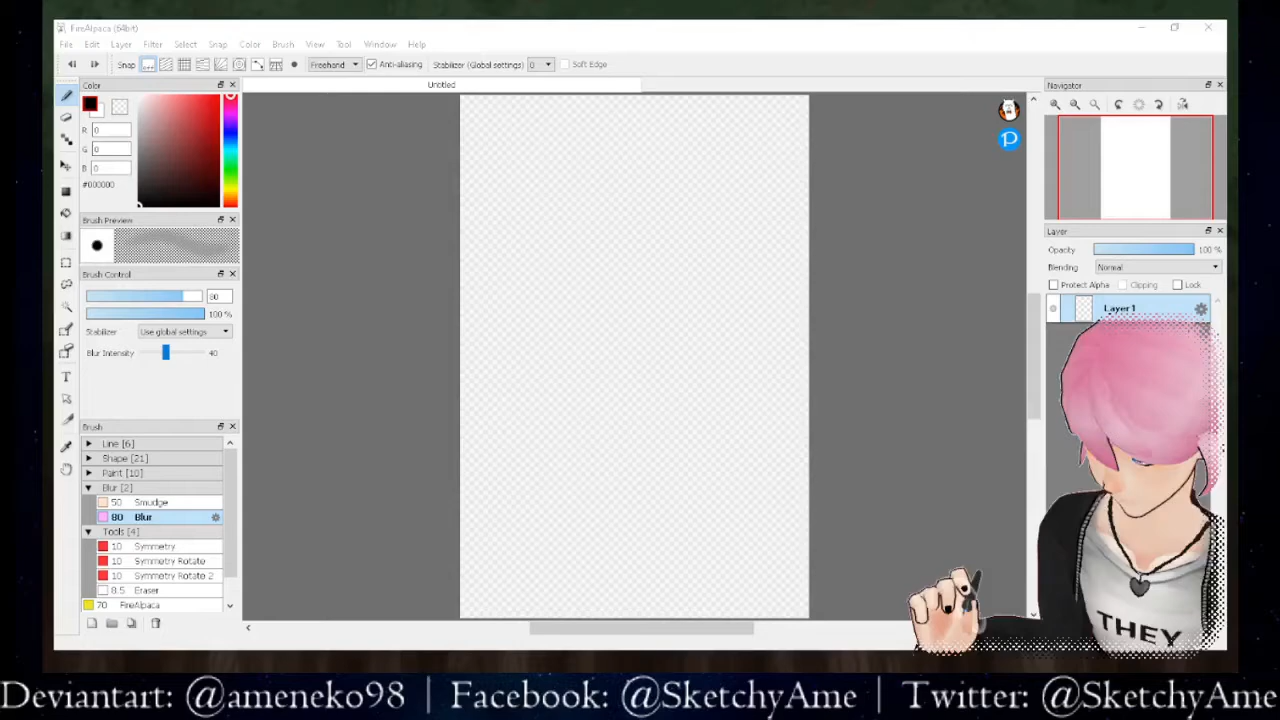 FireAlpaca (64bit)
File Edit Layer Filter Select Snap Color Brush View Tool Window Help
Snap Freehand Anti-aliasing Stabilizer (Global settings) 0 Soft Edge
Color
Untitled
Navigator
R 0
G 0
B 0
#000000
Brush Preview
Brush Control
80
100 %
Stabilizer Use global settings
Blur Intensity 40
Layer
Opacity 100 %
Blending Normal
Protect Alpha Clipping Lock
Layer1
Brush
Line [6]
Shape [21]
Paint [10]
Blur [2]
50 Smudge
80 Blur
Tools [4]
10 Symmetry
10 Symmetry Rotate
10 Symmetry Rotate 2
8.5 Eraser
70 FireAlpaca
T
P
THEY
Deviantart: @ameneko98 | Facebook: @SketchyAme | Twitter: @SketchyAme